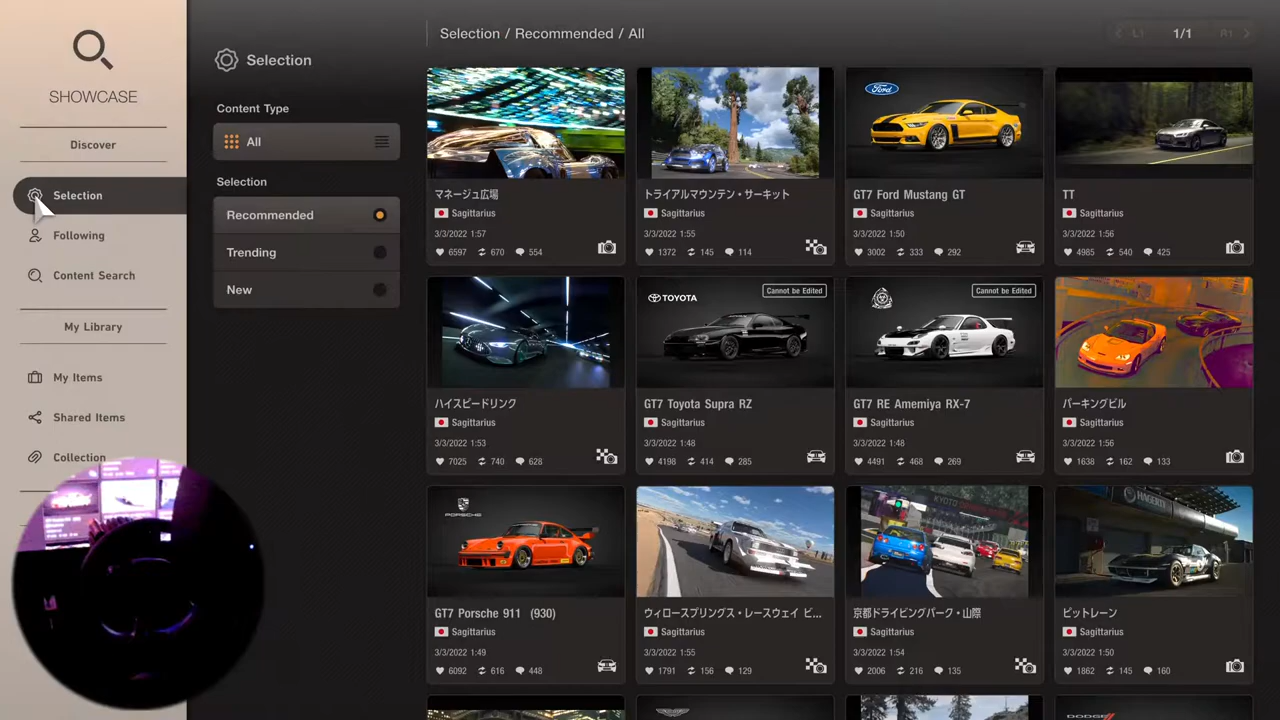 SHOWCASE
Discover
Selection
Following
Content Search
My Library
My Items
Shared Items
Collection
Selection
Content Type
All
Selection
Recommended
Trending
New
Selection / Recommended / All
L1
1/1
R1
マネージュ広場
Sagittarius
3/3/2022 1:57
6597 670 554
トライアルマウンテン・サーキット
Sagittarius
3/3/2022 1:55
1372 145 114
Ford
GT7 Ford Mustang GT
Sagittarius
3/3/2022 1:50
3002 333 292
TT
Sagittarius
3/3/2022 1:56
4985 540 425
ハイスピードリンク
Sagittarius
3/3/2022 1:53
7025 740 628
TOYOTA
Cannot be Edited
GT7 Toyota Supra RZ
Sagittarius
3/3/2022 1:48
4198 414 285
Cannot be Edited
GT7 RE Amemiya RX-7
Sagittarius
3/3/2022 1:48
4491 468 269
パーキングビル
Sagittarius
3/3/2022 1:56
1638 162 133
PORSCHE
GT7 Porsche 911 (930)
Sagittarius
3/3/2022 1:49
6092 616 448
ウィロースプリングス・レースウェイ ビ...
Sagittarius
3/3/2022 1:55
1791 156 129
京都ドライビングパーク・山際
Sagittarius
3/3/2022 1:54
2006 216 135
HAGERTY
ピットレーン
Sagittarius
3/3/2022 1:50
1862 145 160
DODGE